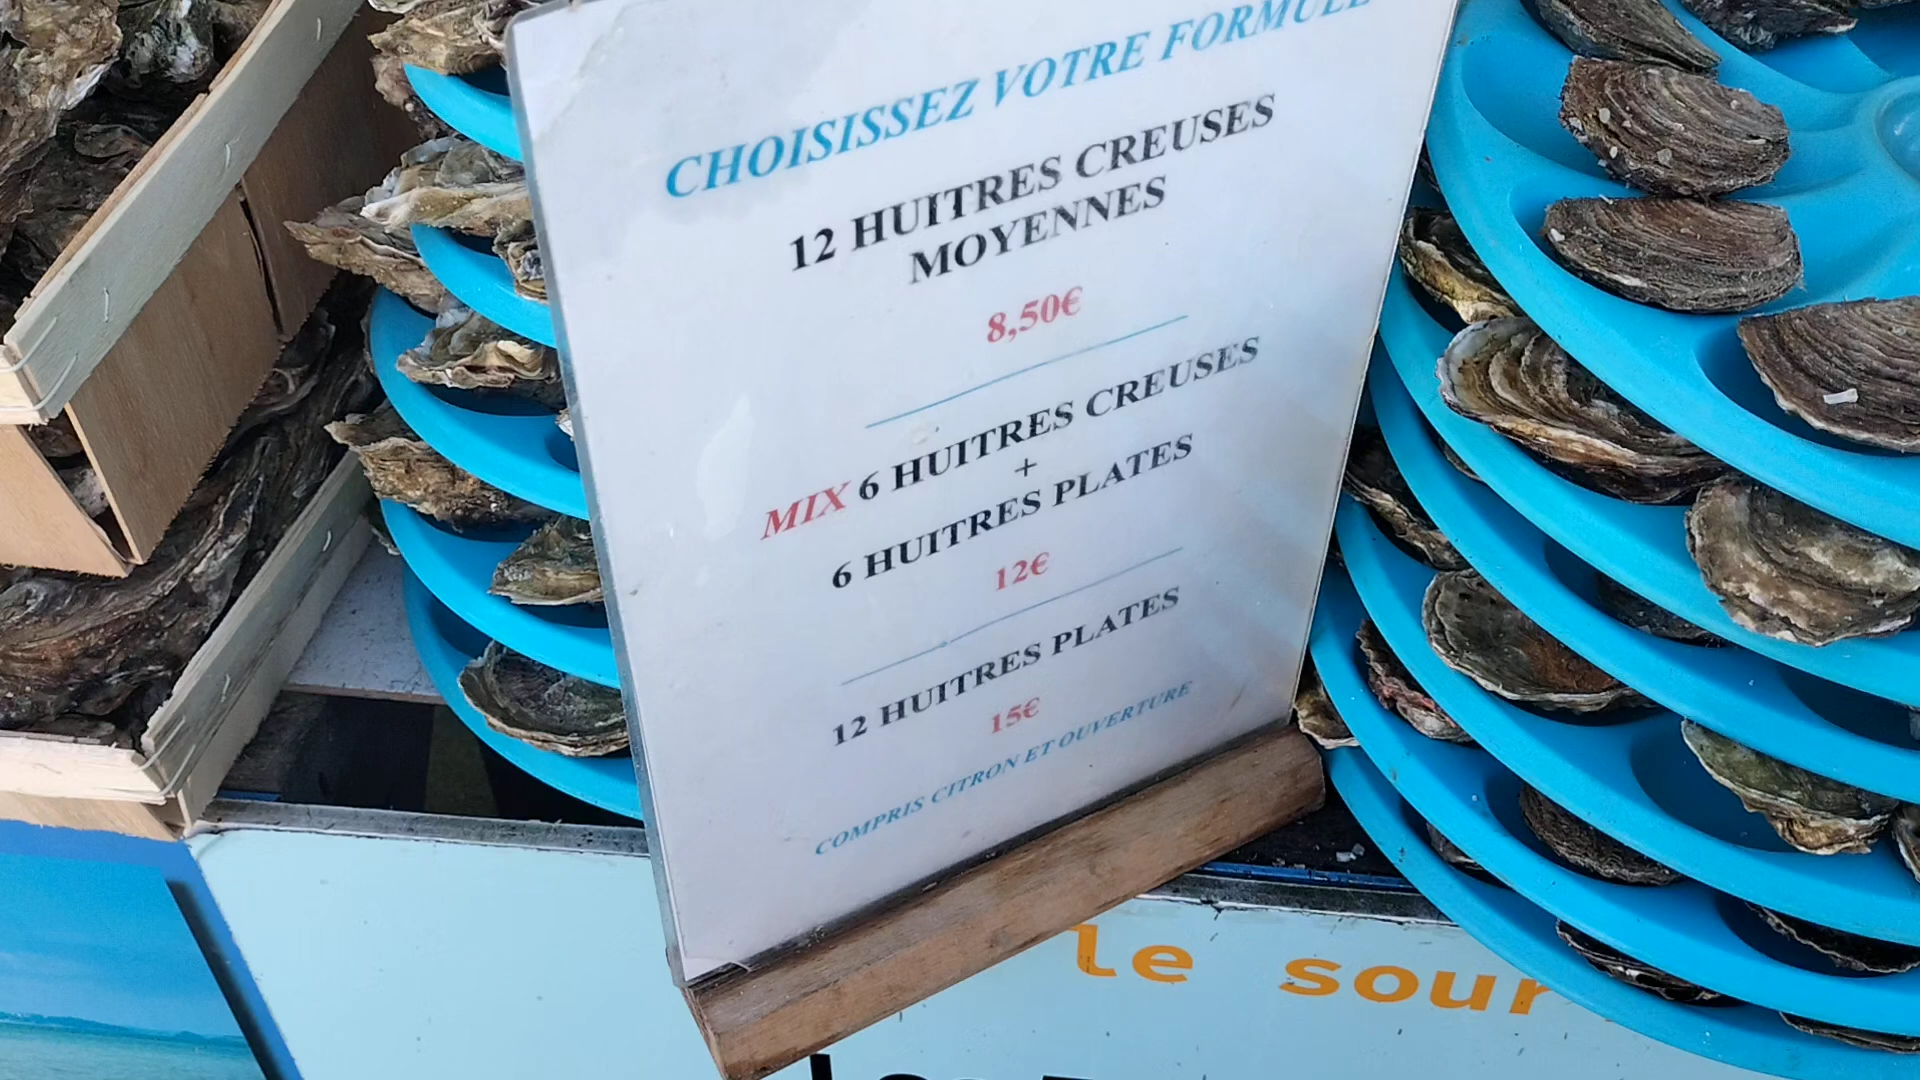 CHOISISSEZ VOTRE FORMULE
12 HUITRES CREUSES
MOYENNES
8,50€
MIX 6 HUITRES CREUSES
+
6 HUITRES PLATES
12€
12 HUITRES PLATES
15€
COMPRIS CITRON ET OUVERTURE
le sour